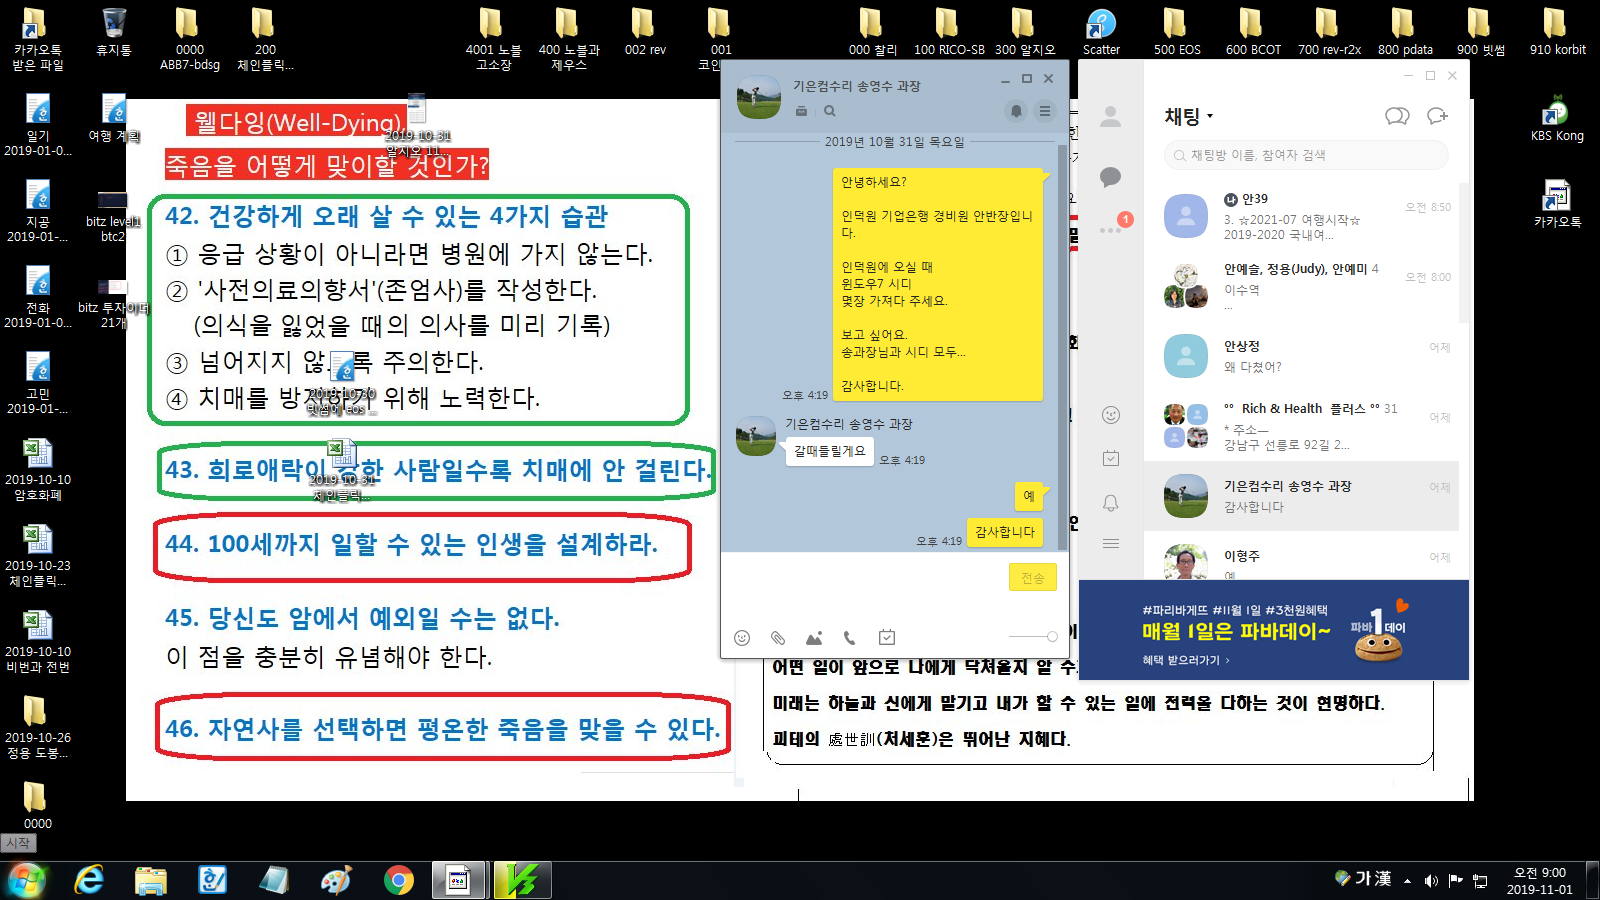 카카오톡
받은 파일
휴지통
0000
ABB7-bdsg
200
체인플릭...
4001 노블
고소장
400 노블과
제우스
002 rev
001
코인
000 찰리
100 RICO-SB
300 알지오
Scatter
500 EOS
600 BCOT
700 rev-r2x
800 pdata
900 빗썸
910 korbit
일기
2019-01-0...
여행 계획
지공
2019-01-...
bitz level1
btc2
전화
2019-01-0...
bitz 투자이더
21개
고민
2019-01-...
2019-10-10
암호화폐
2019-10-23
체인플릭...
2019-10-10
비번과 전번
2019-10-26
정용 도봉...
0000
시작
KBS Kong
카카오톡
웰다잉(Well-Dying)
2019-10-31
알지오 11...
죽음을 어떻게 맞이할 것인가?
42. 건강하게 오래 살 수 있는 4가지 습관
① 응급 상황이 아니라면 병원에 가지 않는다.
② '사전의료의향서'(존엄사)를 작성한다.
(의식을 잃었을 때의 의사를 미리 기록)
③ 넘어지지 않도록 주의한다.
④ 치매를 방지하기 위해 노력한다.
2019-10-30
빗썸에 eos ...
43. 희로애락이 강한 사람일수록 치매에 안 걸린다.
2019-10-31
체인플릭...
44. 100세까지 일할 수 있는 인생을 설계하라.
45. 당신도 암에서 예외일 수는 없다.
이 점을 충분히 유념해야 한다.
46. 자연사를 선택하면 평온한 죽음을 맞을 수 있다.
기은컴수리 송영수 과장
2019년 10월 31일 목요일
안녕하세요?
인덕원 기업은행 경비원 안반장입니
다.
인덕원에 오실 때
윈도우7 시디
몇장 가져다 주세요.
보고 싶어요.
송과장님과 시디 모두...
감사합니다.
오후 4:19
기은컴수리 송영수 과장
갈때들릴게요
오후 4:19
예
감사합니다
오후 4:19
전송
어떤 일이 앞으로 나에게 닥쳐올지 알 수
미래는 하늘과 신에게 맡기고 내가 할 수 있는 일에 전력을 다하는 것이 현명하다.
괴테의 處世訓(처세훈)은 뛰어난 지혜다.
채팅
채팅방 이름, 참여자 검색
1
나 안39
오전 8:50
3. ☆2021-07 여행시작☆
2019-2020 국내여...
안예슬, 정용(Judy), 안예미 4
오전 8:00
이수역
...
안상정
어제
왜 다쳤어?
°° Rich & Health 플러스 °° 31
어제
* 주소ㅡ
강남구 선릉로 92길 2...
기은컴수리 송영수 과장
어제
감사합니다
이형주
어제
예
#파리바게뜨 #11월 1일 #3천원혜택
매월 1일은 파바데이~
혜택 받으러가기 >
파바 1 데이
가 漢
오전 9:00
2019-11-01